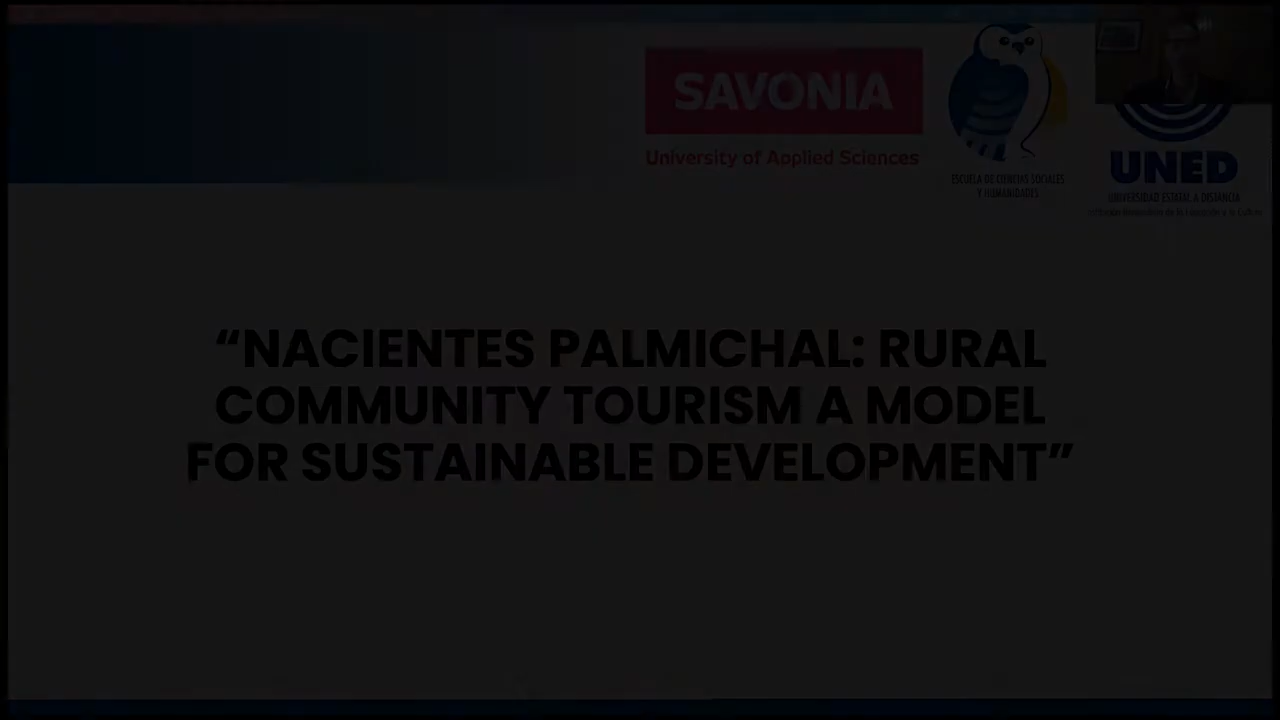 SAVONIA
University of Applied Sciences
ESCUELA DE CIENCIAS SOCIALES
Y HUMANIDADES
UNED
UNIVERSIDAD ESTATAL A DISTANCIA
“NACIENTES PALMICHAL: RURAL
COMMUNITY TOURISM A MODEL
FOR SUSTAINABLE DEVELOPMENT”